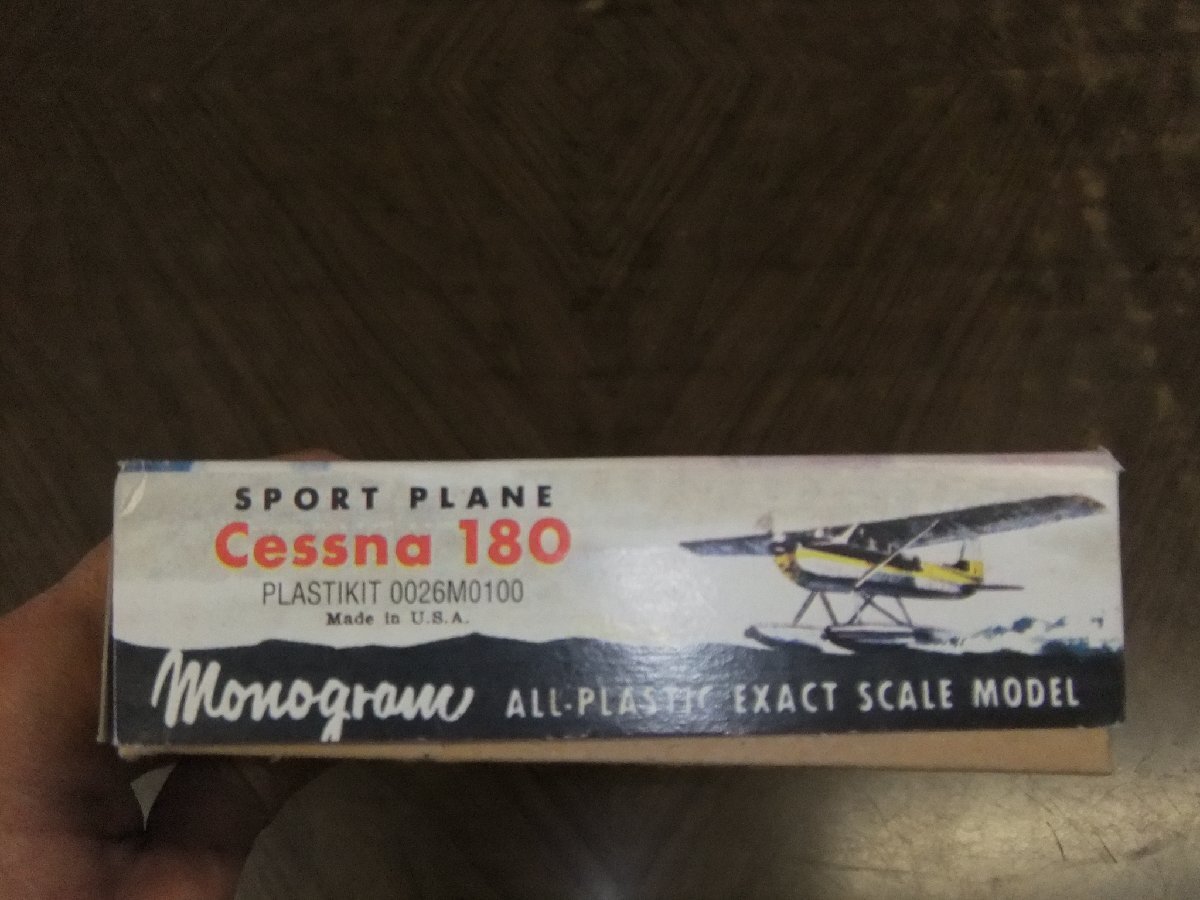 SPORT PLANE
Cessna 180
PLASTIKIT 0026M0100
Made in U.S.A.
Monogram ALL-PLASTIC EXACT SCALE MODEL